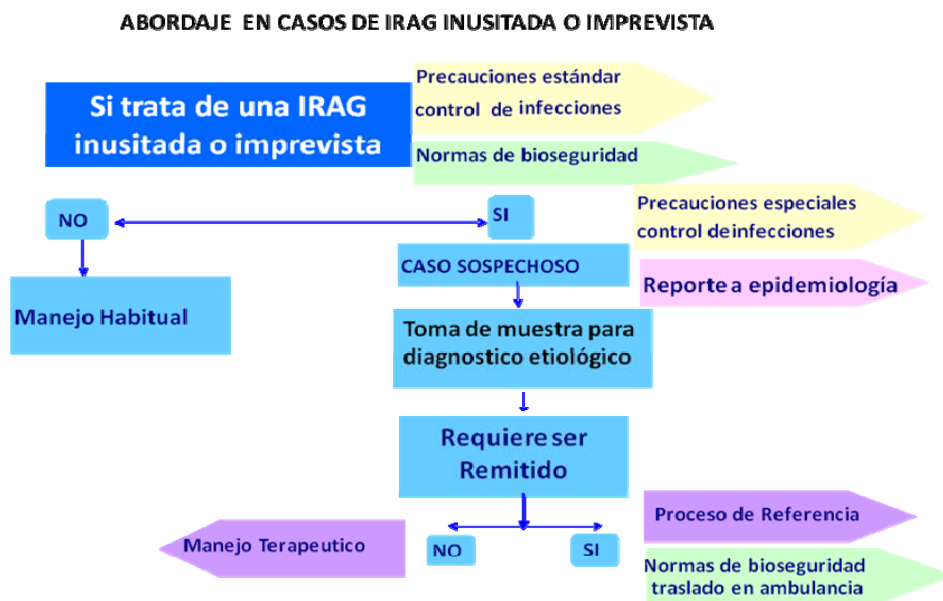 ABORDAJE EN CASOS DE IRAG INUSITADA O IMPREVISTA
Si trata de una IRAG
inusitada o imprevista
Precauciones estándar
control de infecciones
Normas de bioseguridad
NO
SI
Precauciones especiales
control deinfecciones
CASO SOSPECHOSO
Reporte a epidemiología
Manejo Habitual
Toma de muestra para
diagnostico etiológico
Requiere ser
Remitido
Proceso de Referencia
Manejo Terapeutico
NO
SI
Normas de bioseguridad
traslado en ambulancia